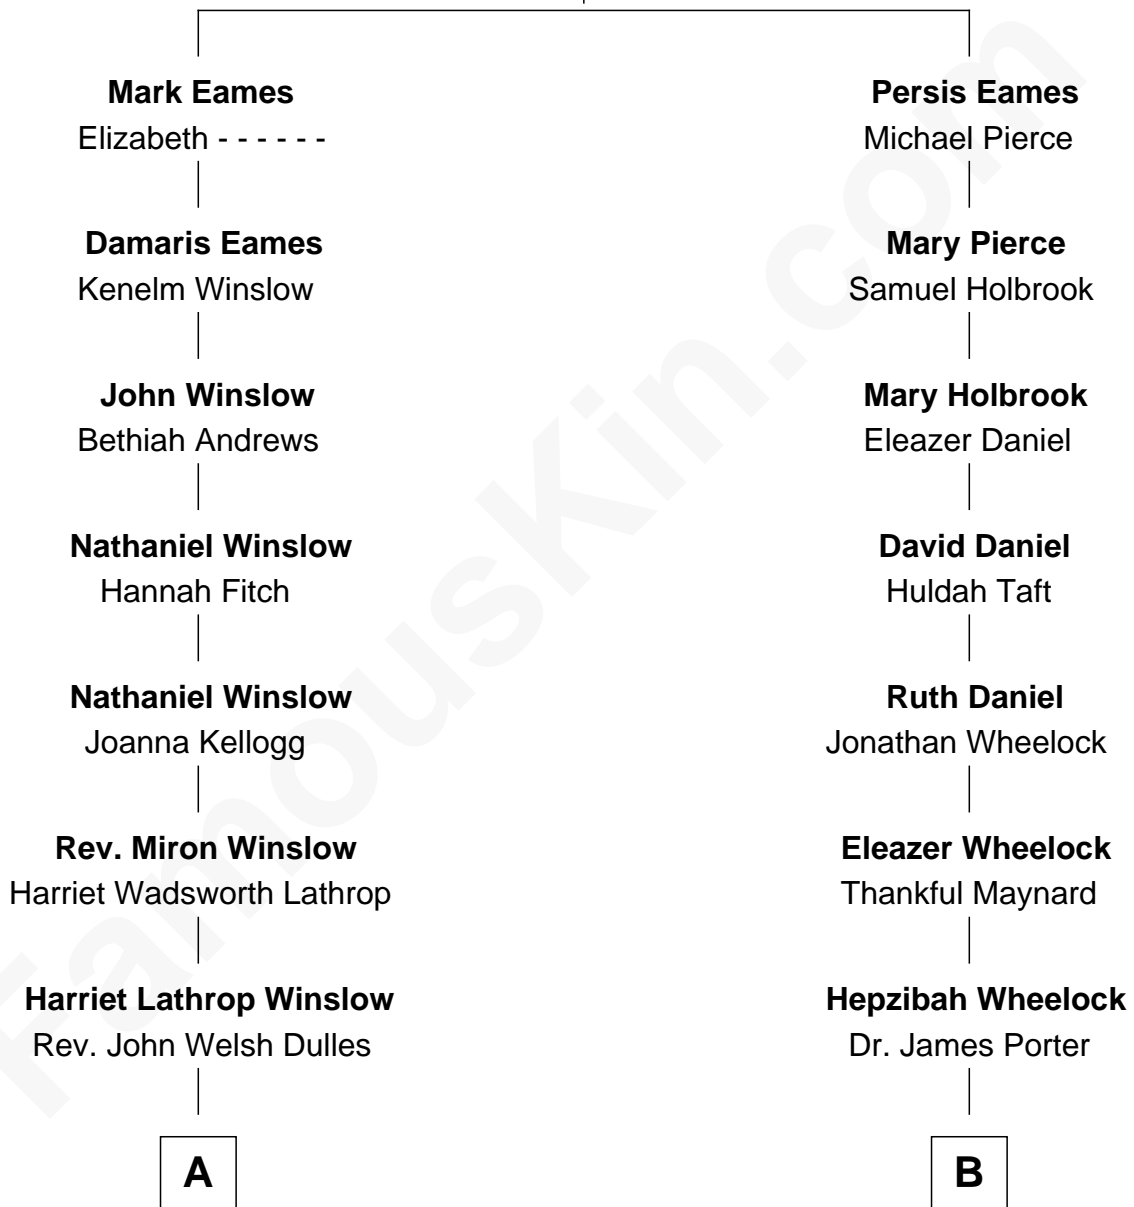 Mark Eames
Elizabeth - - - - - -
Damaris Eames
Kenelm Winslow
John Winslow
Bethiah Andrews
Nathaniel Winslow
Hannah Fitch
Nathaniel Winslow
Joanna Kellogg
Rev. Miron Winslow
Harriet Wadsworth Lathrop
Harriet Lathrop Winslow
Rev. John Welsh Dulles
A
Persis Eames
Michael Pierce
Mary Pierce
Samuel Holbrook
Mary Holbrook
Eleazer Daniel
David Daniel
Huldah Taft
Ruth Daniel
Jonathan Wheelock
Eleazer Wheelock
Thankful Maynard
Hepzibah Wheelock
Dr. James Porter
B
FamousKin.com